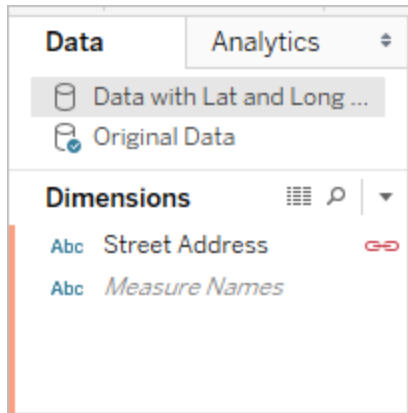 Data Analytics
Data with Lat and Long ...
Original Data
Dimensions
Abc Street Address
Abc Measure Names